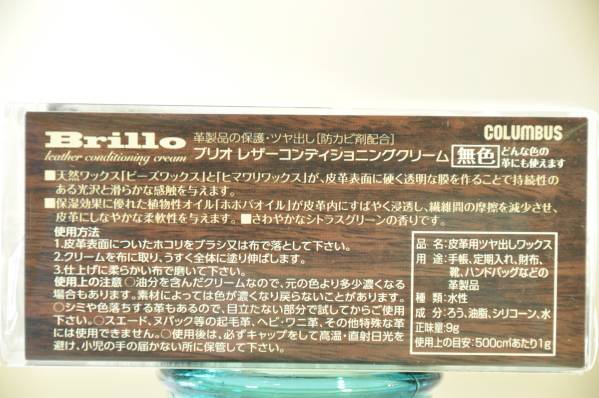 Brillo
leather conditioning cream
革製品の保護・ツヤ出し[防カビ剤配合]
ブリオ レザーコンディショニングクリーム 無色 どんな色の革にも使えます
COLUMBUS
■天然ワックス「ビーズワックス」と「ヒマワリワックス」が、皮革表面に硬く透明な膜を作ることで持続性の
ある光沢と滑らかな感触を与えます。
■保湿効果に優れた植物性オイル「ホホバオイル」が皮革内にすばやく浸透し、繊維間の摩擦を減少させ、
皮革にしなやかな柔軟性を与えます。■さわやかなシトラスグリーンの香りです。
使用方法
1.皮革表面についたホコリをブラシ又は布で落として下さい。
2.クリームを布に取り、うすく全体に塗り伸ばします。
3.仕上げに柔らかい布で磨いて下さい。
使用上の注意 ○油分を含んだクリームなので、元の色より多少濃くなる
場合もあります。素材によっては色が濃くなり戻らないことがあります。
○シミや色落ちする革もあるので、目立たない部分で試してからご使用
下さい。○スエード、ヌバック等の起毛革、ヘビ・ワニ革、その他特殊な革
には使用できません。○使用後は、必ずキャップをして高温・直射日光を
避け、小児の手の届かない所に保管して下さい。
品名:皮革用ツヤ出しワックス
用途:手帳、定期入れ、財布、
靴、ハンドバッグなどの
革製品
種類:水性
成分:ろう、油脂、シリコーン、水
正味量:9g
使用上の目安:500cm²あたり1g